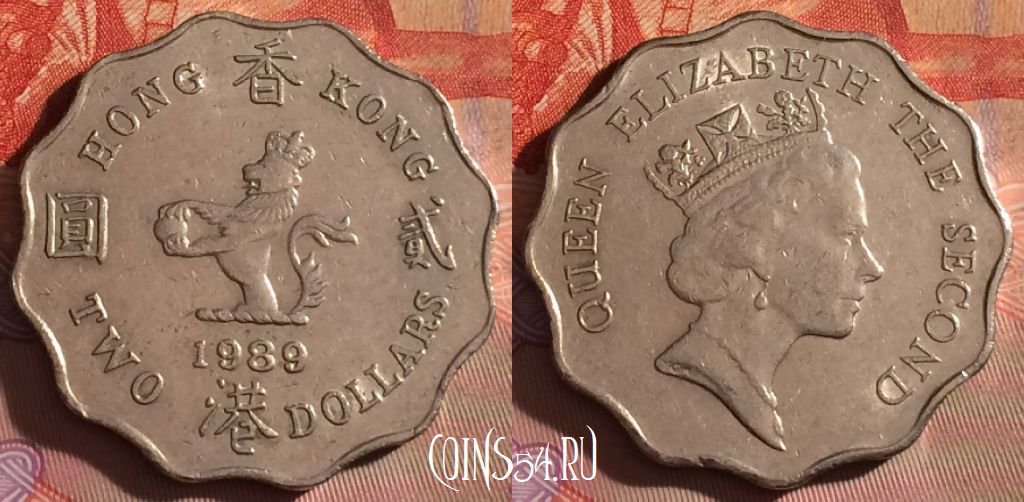 HONG 香 KONG
圓 貳
1989
TWO 港 DOLLARS
QUEEN ELIZABETH THE SECOND
COINS54.RU